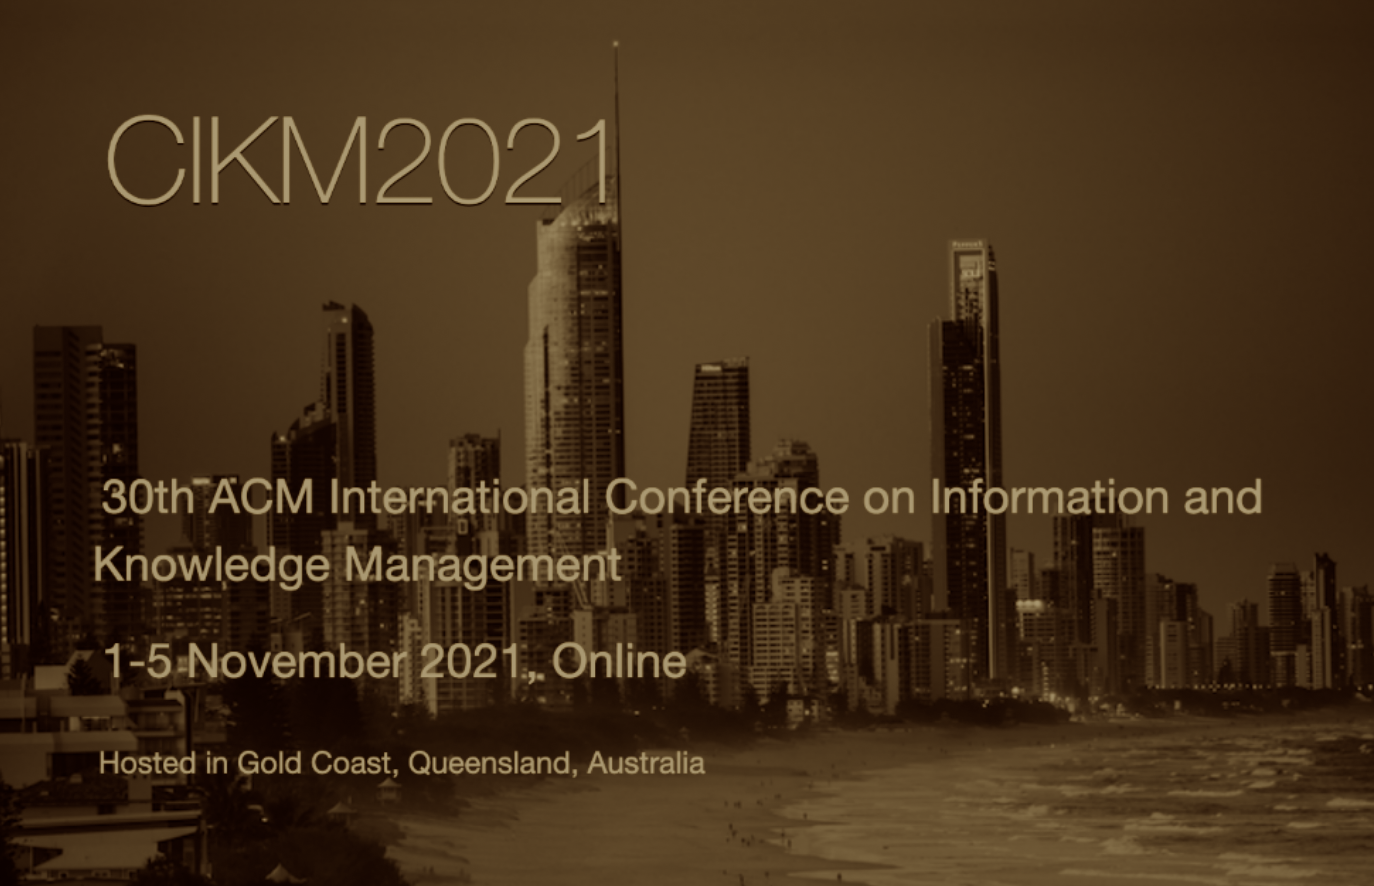 CIKM2021
30th ACM International Conference on Information and
Knowledge Management
1-5 November 2021, Online
Hosted in Gold Coast, Queensland, Australia